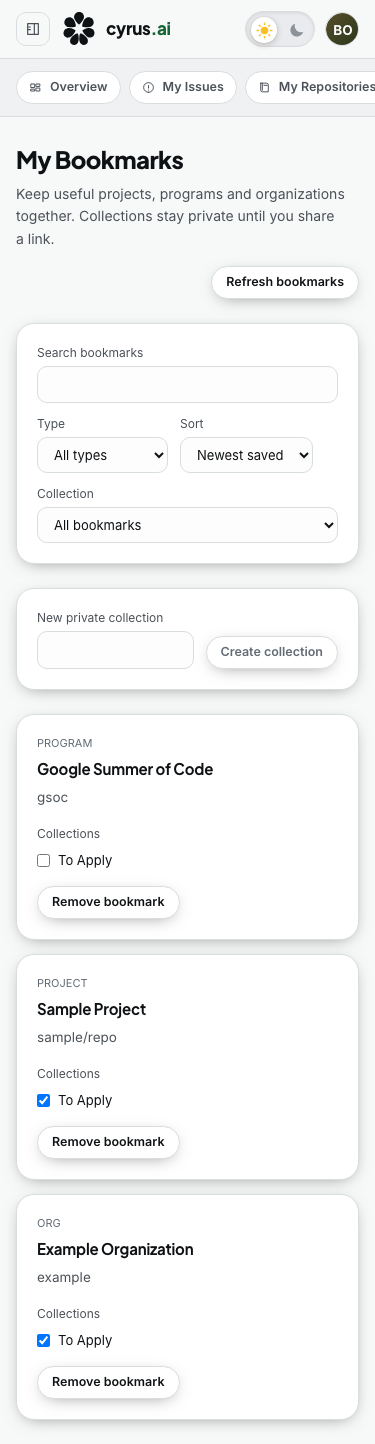 cyrus.ai
BO
Overview
My Issues
My Repositories
My Bookmarks
Keep useful projects, programs and organizations
together. Collections stay private until you share
a link.
Refresh bookmarks
Search bookmarks
Type
Sort
All types
Newest saved
Collection
All bookmarks
New private collection
Create collection
PROGRAM
Google Summer of Code
gsoc
Collections
To Apply
Remove bookmark
PROJECT
Sample Project
sample/repo
Collections
To Apply
Remove bookmark
ORG
Example Organization
example
Collections
To Apply
Remove bookmark